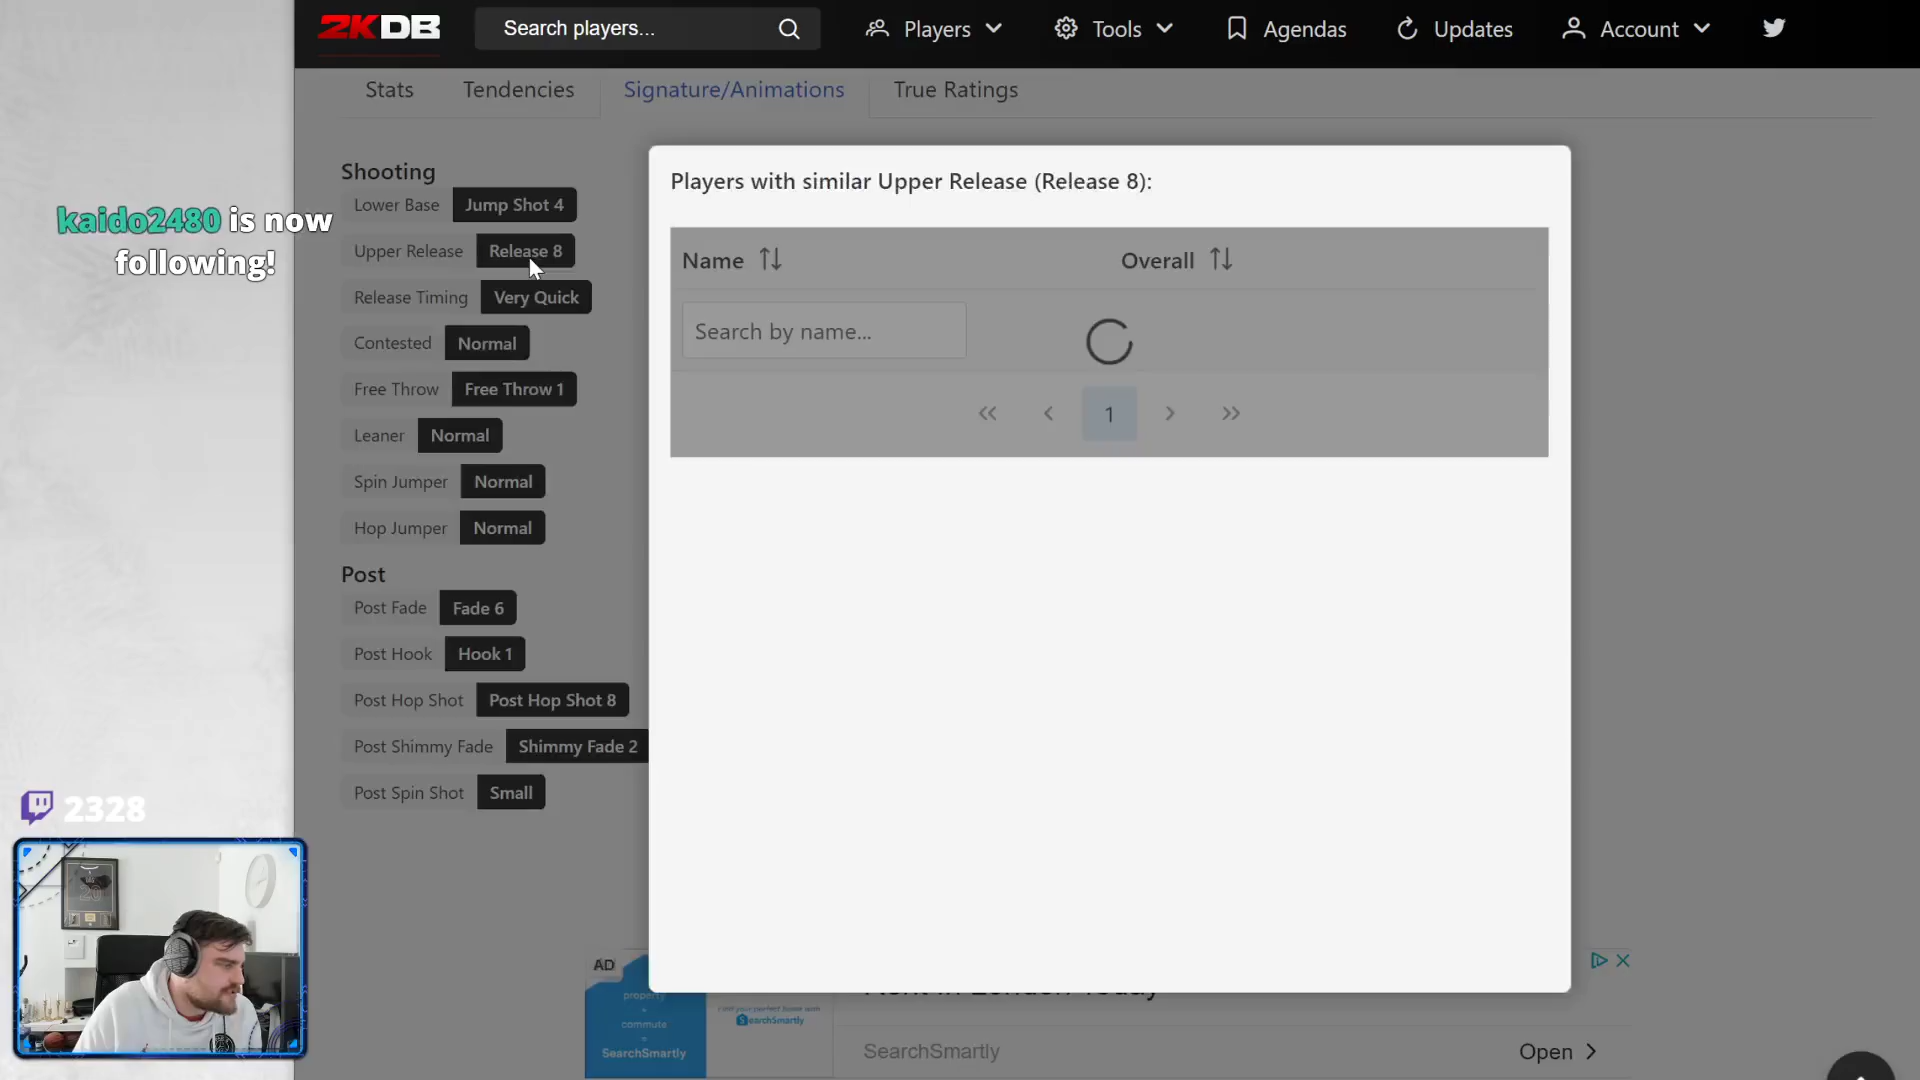 2KDB
Search players...
Players
Tools
Agendas
Updates
Account
Stats
Tendencies
Signature/Animations
True Ratings
Shooting
Lower Base Jump Shot 4
Upper Release Release 8
Release Timing Very Quick
Contested Normal
Free Throw Free Throw 1
Leaner Normal
Spin Jumper Normal
Hop Jumper Normal
Post
Post Fade Fade 6
Post Hook Hook 1
Post Hop Shot Post Hop Shot 8
Post Shimmy Fade Shimmy Fade 2
Post Spin Shot Small
Players with similar Upper Release (Release 8):
Name
Overall
Search by name...
1
kaido2480 is now
following!
2328
AD
property
commute
=
SearchSmartly
SearchSmartly
SearchSmartly
Open